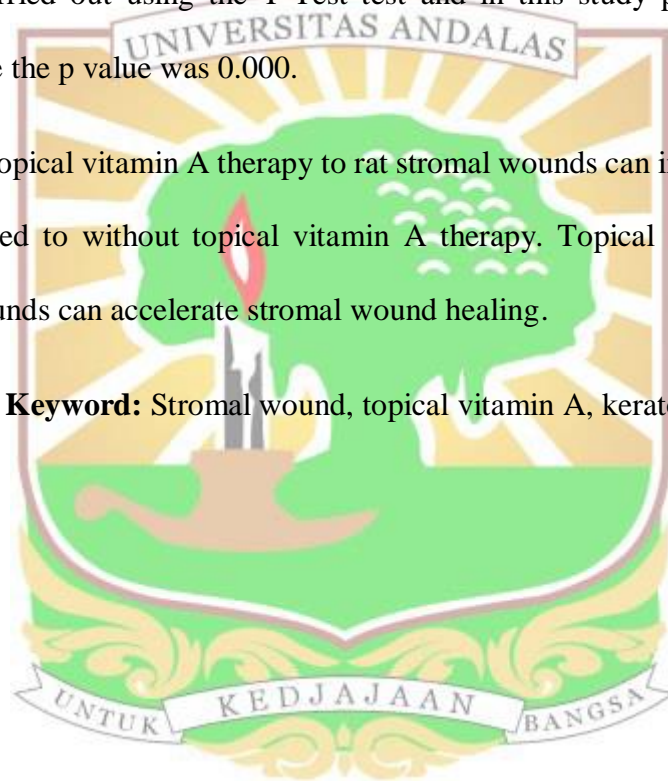 rried out using the T-Test test and in this study p
UNIVERSITAS ANDALAS
e the p value was 0.000.
opical vitamin A therapy to rat stromal wounds can i
ed to without topical vitamin A therapy. Topical
unds can accelerate stromal wound healing.
Keyword: Stromal wound, topical vitamin A, kerat
UNTUK KEDJAJAAN BANGSA